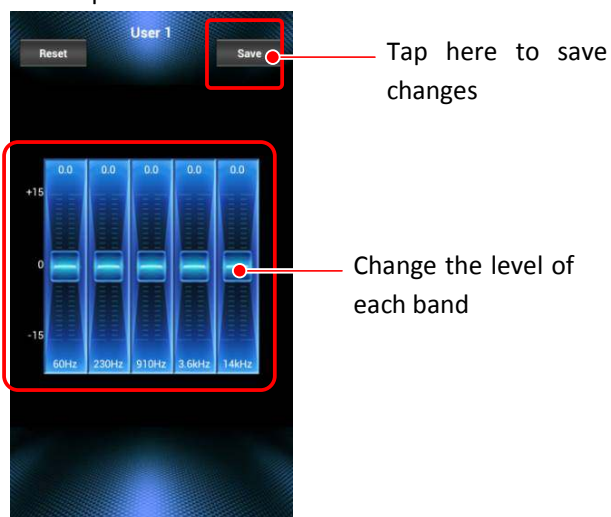 User 1
Reset
Save
Tap here to save
changes
0.0 0.0 0.0 0.0 0.0
+15
0
-15
60Hz 230Hz 910Hz 3.6kHz 14kHz
Change the level of
each band